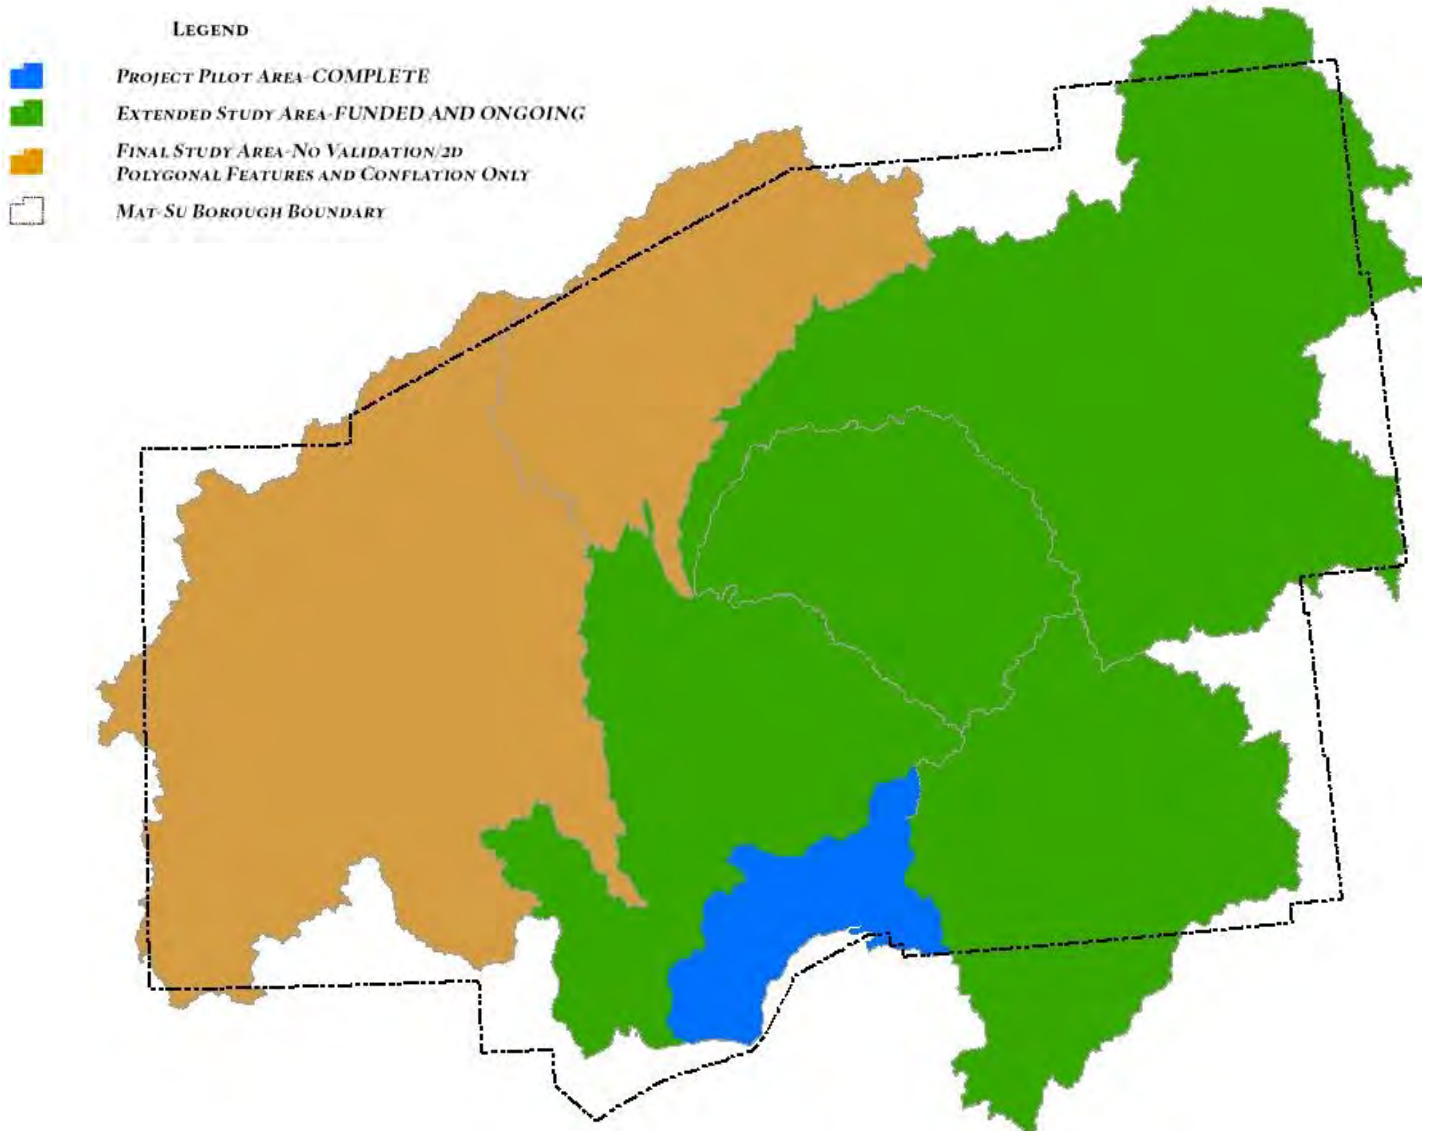 LEGEND
PROJECT PILOT AREA-COMPLETE
EXTENDED STUDY AREA-FUNDED AND ONGOING
FINAL STUDY AREA-NO VALIDATION/2D
POLYGONAL FEATURES AND CONFLATION ONLY
MAT-SU BOROUGH BOUNDARY